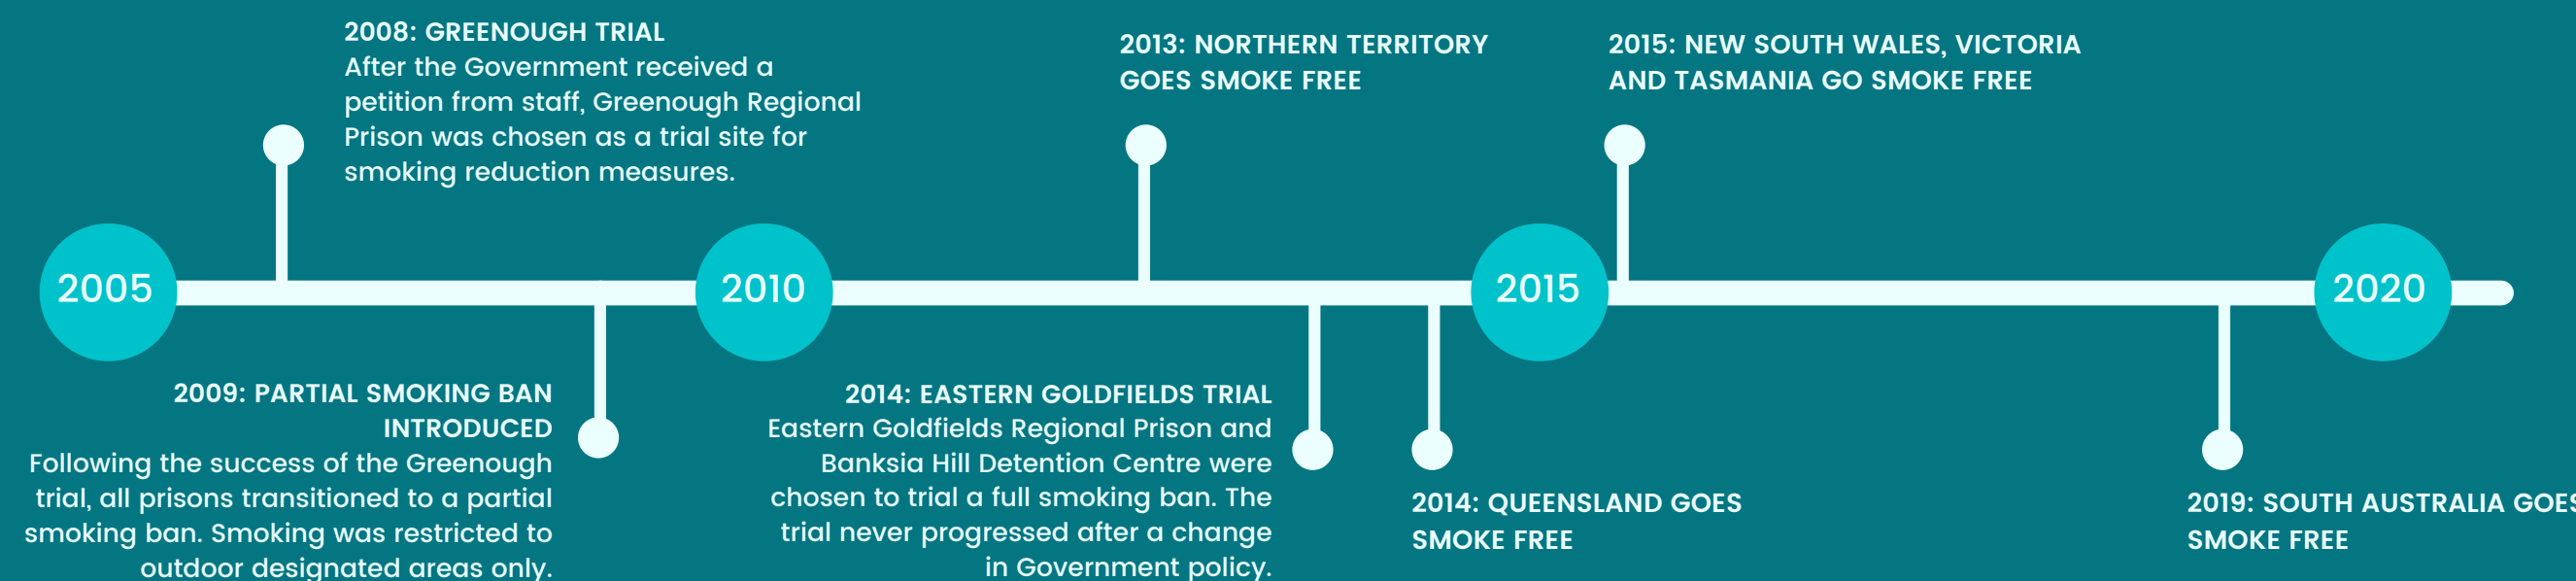 2008: GREENOUGH TRIAL
After the Government received a
petition from staff, Greenough Regional
Prison was chosen as a trial site for
smoking reduction measures.
2013: NORTHERN TERRITORY
GOES SMOKE FREE
2015: NEW SOUTH WALES, VICTORIA
AND TASMANIA GO SMOKE FREE
2005
2010
2015
2020
2009: PARTIAL SMOKING BAN
INTRODUCED
Following the success of the Greenough
trial, all prisons transitioned to a partial
smoking ban. Smoking was restricted to
outdoor designated areas only.
2014: EASTERN GOLDFIELDS TRIAL
Eastern Goldfields Regional Prison and
Banksia Hill Detention Centre were
chosen to trial a full smoking ban. The
trial never progressed after a change
in Government policy.
2014: QUEENSLAND GOES
SMOKE FREE
2019: SOUTH AUSTRALIA GOES
SMOKE FREE